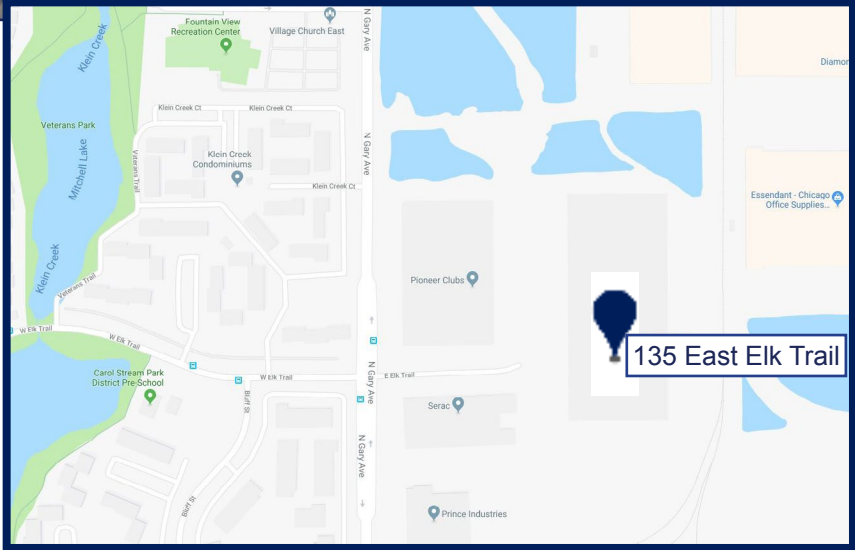 Fountain View
Recreation Center
Village Church East
N Gary Ave
Klein Creek
Diamon
Klein Creek Ct
Klein Creek Ct
Veterans Park
N Gary Ave
Mitchell Lake
Veterans Trail
Klein Creek
Condominiums
Klein Creek Ct
Essendant - Chicago
Office Supplies...
Klein Creek
Pioneer Clubs
Veterans Trail
W Elk Trail
W Elk Trail
135 East Elk Trail
Carol Stream Park
District Pre-School
W Elk Trail
N Gary Ave
E Elk Trail
Bluff St
Serac
N Gary Ave
Bluff St
Prince Industries